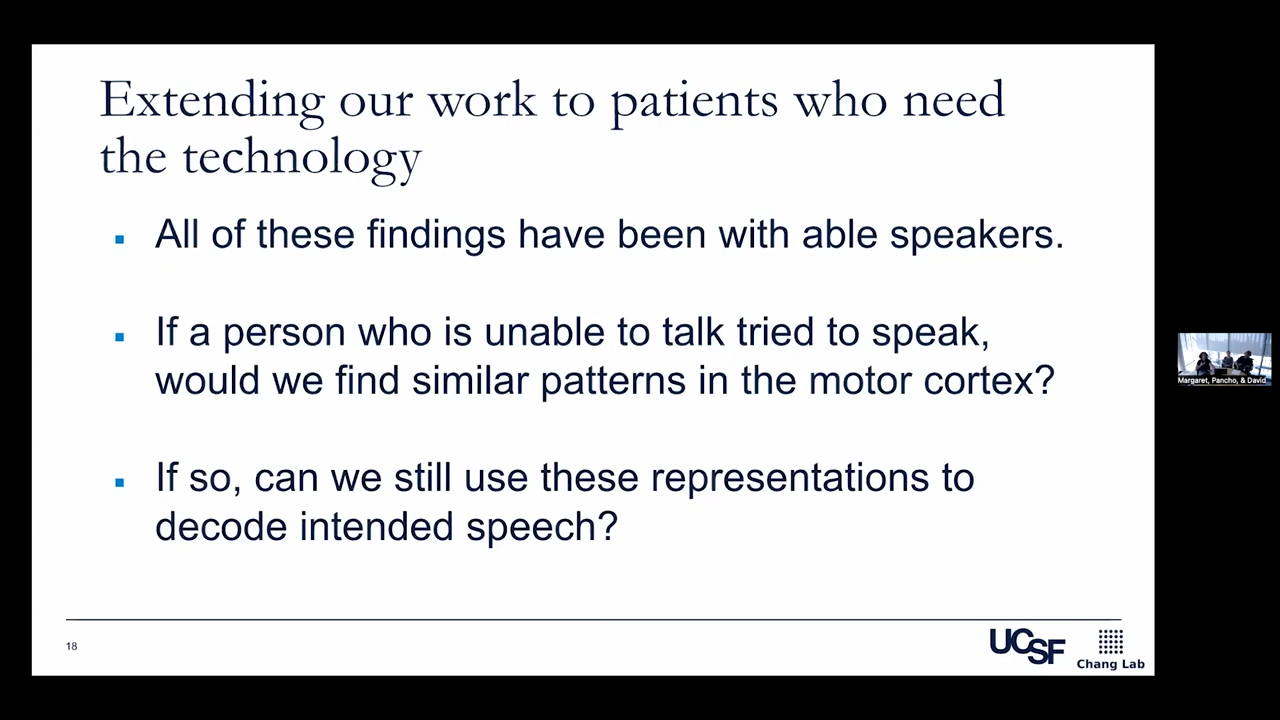 Extending our work to patients who need
the technology
▪ All of these findings have been with able speakers.
▪ If a person who is unable to talk tried to speak,
would we find similar patterns in the motor cortex?
▪ If so, can we still use these representations to
decode intended speech?
18
UCSF
Chang Lab
Margaret, Pancho, & David